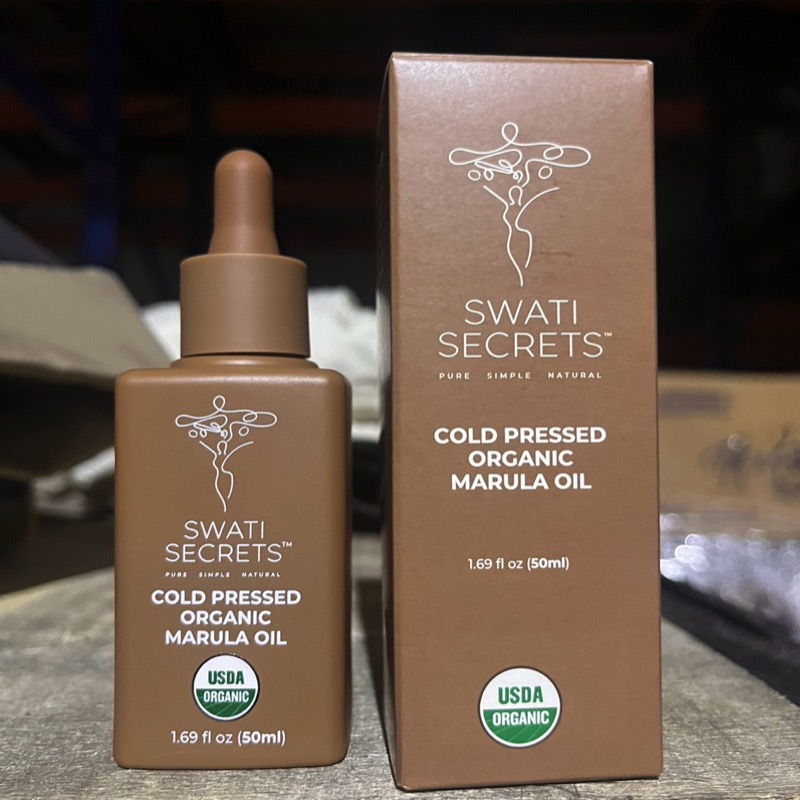 SWATI
SECRETS™
PURE SIMPLE NATURAL
COLD PRESSED
ORGANIC
MARULA OIL
USDA
ORGANIC
1.69 fl oz (50ml)
SWATI
SECRETS™
PURE SIMPLE NATURAL
COLD PRESSED
ORGANIC
MARULA OIL
1.69 fl oz (50ml)
USDA
ORGANIC